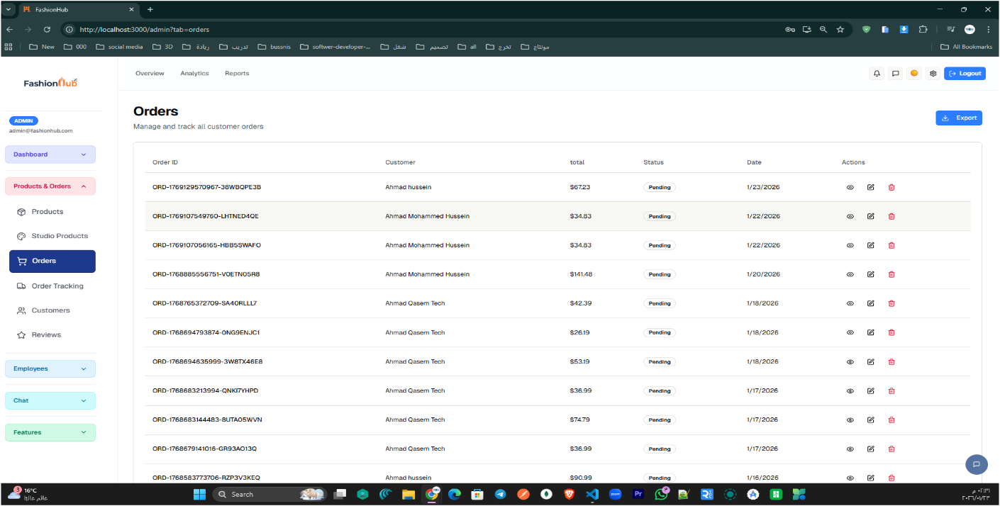 FashionHub
http://localhost:3000/admin?tab=orders
New 000 social media 3D ريادة تدريب bussnis softwer-developer-... شغل تصميم all تخرج مونتاج All Bookmarks
FashionHub
Overview Analytics Reports Logout
ADMIN
admin@fashionhub.com
Orders
Manage and track all customer orders
Export
Dashboard
Products & Orders
Products
Studio Products
Orders
Order Tracking
Customers
Reviews
Employees
Chat
Features
Order ID Customer total Status Date Actions
ORD-1769129570967-38WBQPE3B Ahmad hussein $67.23 Pending 1/23/2026
ORD-1769107549760-LHTNED4QE Ahmad Mohammed Hussein $34.83 Pending 1/22/2026
ORD-1769107056165-HBB5SWAFO Ahmad Mohammed Hussein $34.83 Pending 1/22/2026
ORD-1768885556751-V0ETN05R8 Ahmad Mohammed Hussein $141.48 Pending 1/20/2026
ORD-1768765372709-SA4ORLLL7 Ahmad Qasem Tech $42.39 Pending 1/18/2026
ORD-1768694793874-0NG9ENJC1 Ahmad Qasem Tech $26.19 Pending 1/18/2026
ORD-1768694635999-3W8TX46E8 Ahmad Qasem Tech $53.19 Pending 1/18/2026
ORD-1768683213994-QNKI7YHPD Ahmad Qasem Tech $36.99 Pending 1/17/2026
ORD-1768683144483-8UTA05WVN Ahmad Qasem Tech $74.79 Pending 1/17/2026
ORD-1768679141016-GR93AO13Q Ahmad Qasem Tech $36.99 Pending 1/17/2026
ORD-1768583773706-RZP3V3KEQ Ahmad hussein $90.99 Pending 1/16/2026
3
16°C
غائم غالبًا
Search
zoom
Pr
٠٢:٣١ م
٢٠٢٦/٠١/٢٣